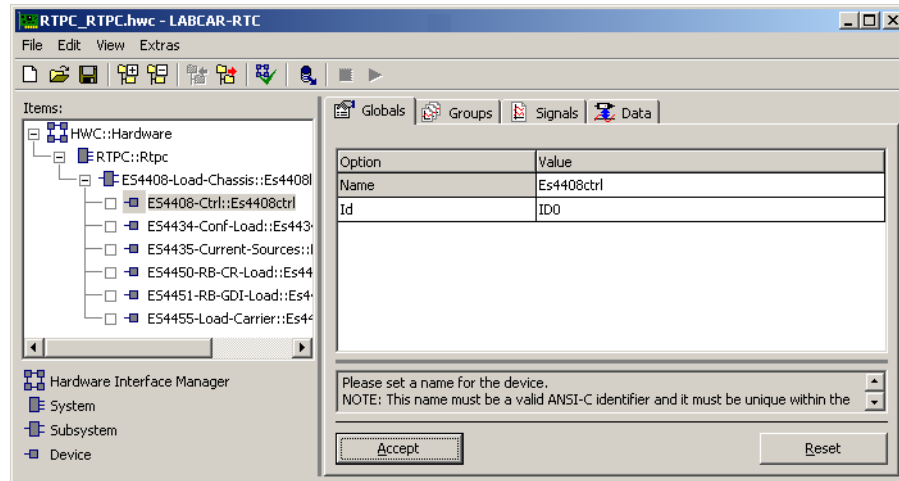 RTPC_RTPC.hwc - LABCAR-RTC
File Edit View Extras
Items:
HWC::Hardware
RTPC::Rtpc
ES4408-Load-Chassis::Es4408l
ES4408-Ctrl::Es4408ctrl
ES4434-Conf-Load::Es443
ES4435-Current-Sources::
ES4450-RB-CR-Load::Es44
ES4451-RB-GDI-Load::Es4
ES4455-Load-Carrier::Es44
Hardware Interface Manager
System
Subsystem
Device
Globals Groups Signals Data
Option Value
Name Es4408ctrl
Id ID0
Please set a name for the device.
NOTE: This name must be a valid ANSI-C identifier and it must be unique within the
Accept Reset